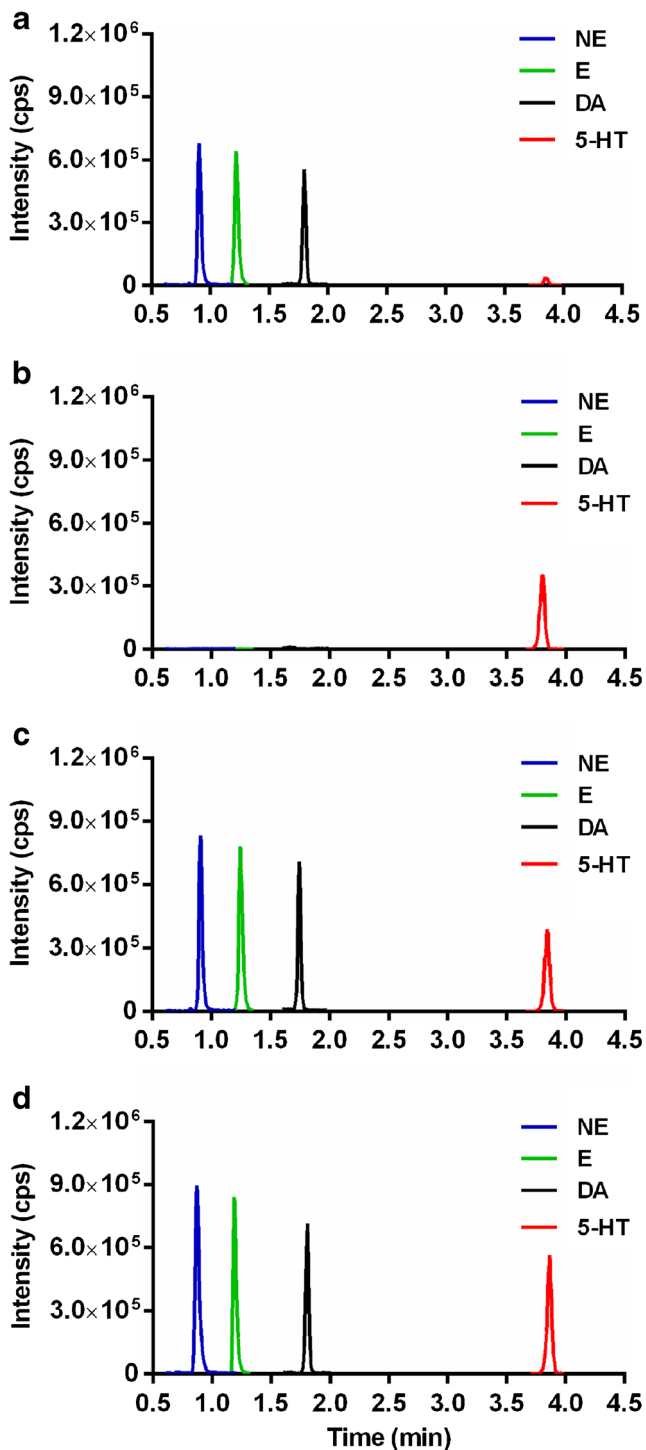 a
Intensity (cps)
1.2×10⁶
9.0×10⁵
6.0×10⁵
3.0×10⁵
0
0.5 1.0 1.5 2.0 2.5 3.0 3.5 4.0 4.5
NE
E
DA
5-HT
b
Intensity (cps)
1.2×10⁶
9.0×10⁵
6.0×10⁵
3.0×10⁵
0
0.5 1.0 1.5 2.0 2.5 3.0 3.5 4.0 4.5
NE
E
DA
5-HT
c
Intensity (cps)
1.2×10⁶
9.0×10⁵
6.0×10⁵
3.0×10⁵
0
0.5 1.0 1.5 2.0 2.5 3.0 3.5 4.0 4.5
NE
E
DA
5-HT
d
Intensity (cps)
1.2×10⁶
9.0×10⁵
6.0×10⁵
3.0×10⁵
0
0.5 1.0 1.5 2.0 2.5 3.0 3.5 4.0 4.5
NE
E
DA
5-HT
Time (min)